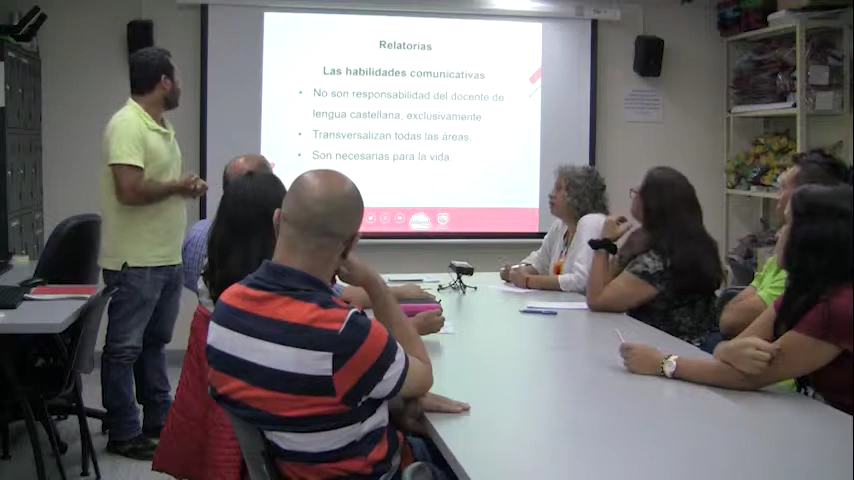 Relatorias
Las habilidades comunicativas
• No son responsabilidad del docente de
lengua castellana, exclusivamente
• Transversalizan todas las áreas.
• Son necesarias para la vida.